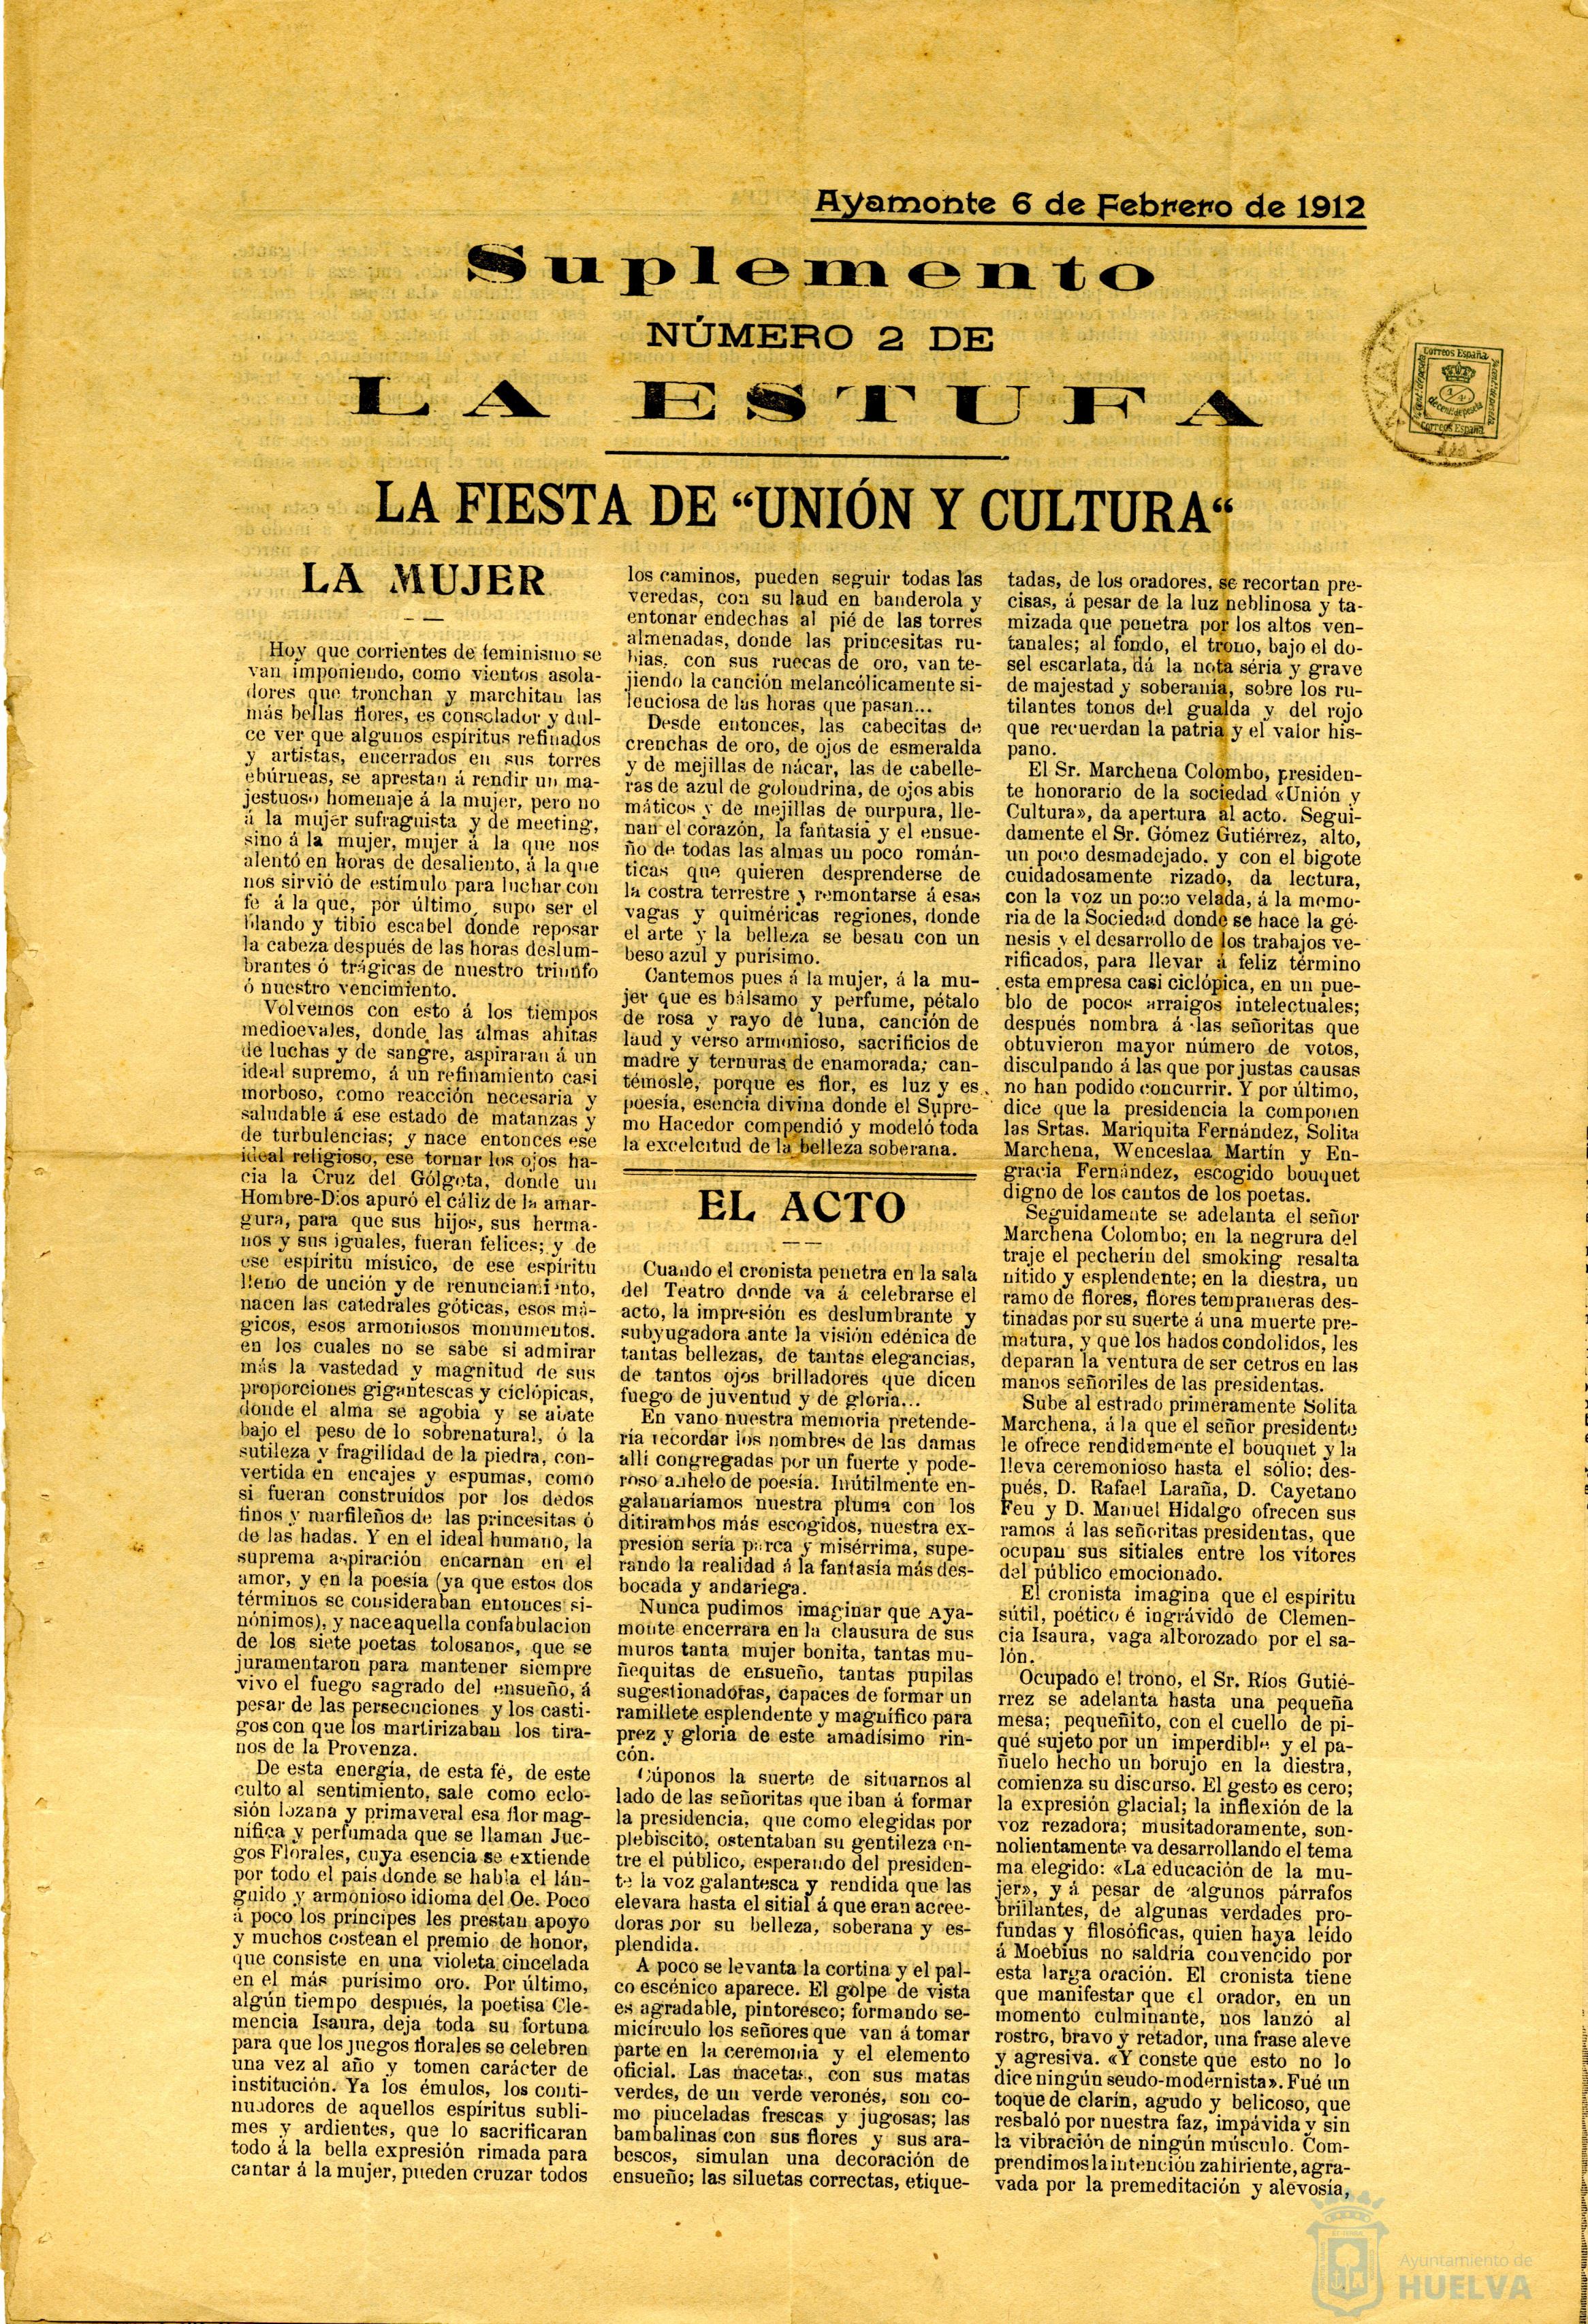 Ayamonte 6 de Febrero de 1912
Suplemento
NÚMERO 2 DE
LA ESTUFA
Correos España
LA FIESTA DE “UNIÓN Y CULTURA“
LA MUJER
Hoy que corrientes de feminismo se
van imponiendo, como vientos asola-
dores que tronchan y marchitan las
más bellas flores, es consolador y dul-
ce ver que algunos espíritus refinados
y artistas, encerrados en sus torres
ebúrneas, se aprestan á rendir un ma-
jestuoso homenaje á la mujer, pero no
á la mujer sufraguista y de meeting,
sino á la mujer, mujer á la que nos
alentó en horas de desaliento, á la que
nos sirvió de estímulo para luchar con
fe á la que, por último, supo ser el
blando y tibio escabel donde reposar
la cabeza después de las horas deslum-
brantes ó trágicas de nuestro triunfo
ó nuestro vencimiento.
Volvemos con esto á los tiempos
medioevales, donde las almas ahitas
de luchas y de sangre, aspiraran á un
ideal supremo, á un refinamiento casi
morboso, como reacción necesaria y
saludable á ese estado de matanzas y
de turbulencias; y nace entonces ese
ideal religioso, ese tornar los ojos ha-
cia la Cruz del Gólgota, donde un
Hombre-Dios apuró el cáliz de la amar-
gura, para que sus hijos, sus herma-
nos y sus iguales, fueran felices; y de
ese espíritu místico, de ese espíritu
lleno de unción y de renunciamiento,
nacen las catedrales góticas, esos má-
gicos, esos armoniosos monumentos.
en los cuales no se sabe si admirar
más la vastedad y magnitud de sus
proporciones gigantescas y ciclópicas,
donde el alma se agobia y se abate
bajo el peso de lo sobrenatural, ó la
sutileza y fragilidad de la piedra, con-
vertida en encajes y espumas, como
si fueran construídos por los dedos
finos y marfileños de las princesitas ó
de las hadas. Y en el ideal humano, la
suprema aspiración encarnan en el
amor, y en la poesía (ya que estos dos
términos se consideraban entonces si-
nónimos), y nace aquella confabulacion
de los siete poetas tolosanos, que se
juramentaron para mantener siempre
vivo el fuego sagrado del ensueño, á
pesar de las persecuciones y los casti-
gos con que los martirizaban los tira-
nos de la Provenza.
De esta energía, de esta fé, de este
culto al sentimiento, sale como eclo-
sión lozana y primaveral esa flor mag-
nífica y perfumada que se llaman Jue-
gos Florales, cuya esencia se extiende
por todo el pais donde se habla el lán-
guido y armonioso idioma del Oe. Poco
á poco los príncipes les prestan apoyo
y muchos costean el premio de honor,
que consiste en una violeta cincelada
en el más purísimo oro. Por último,
algún tiempo después, la poetisa Cle-
mencia Isaura, deja toda su fortuna
para que los juegos florales se celebren
una vez al año y tomen carácter de
institución. Ya los émulos, los conti-
nuadores de aquellos espíritus subli-
mes y ardientes, que lo sacrificaran
todo á la bella expresión rimada para
cantar á la mujer, pueden cruzar todos
los caminos, pueden seguir todas las
veredas, con su laud en banderola y
entonar endechas al pié de las torres
almenadas, donde las princesitas ru-
bias, con sus ruecas de oro, van te-
jiendo la canción melancólicamente si-
lenciosa de las horas que pasan...
Desde entonces, las cabecitas de
crenchas de oro, de ojos de esmeralda
y de mejillas de nácar, las de cabelle-
ras de azul de golondrina, de ojos abis
máticos y de mejillas de purpura, lle-
nan el corazón, la fantasía y el ensue-
ño de todas las almas un poco román-
ticas que quieren desprenderse de
la costra terrestre y remontarse á esas
vagas y quiméricas regiones, donde
el arte y la belleza se besan con un
beso azul y purísimo.
Cantemos pues á la mujer, á la mu-
jer que es bálsamo y perfume, pétalo
de rosa y rayo de luna, canción de
laud y verso armonioso, sacrificios de
madre y ternuras de enamorada; can-
témosle, porque es flor, es luz y es
poesía, esencia divina donde el Supre-
mo Hacedor compendió y modeló toda
la excelcitud de la belleza soberana.
EL ACTO
Cuando el cronista penetra en la sala
del Teatro donde va á celebrarse el
acto, la impresión es deslumbrante y
subyugadora ante la visión edénica de
tantas bellezas, de tantas elegancias,
de tantos ojos brilladores que dicen
fuego de juventud y de gloria...
En vano nuestra memoria pretende-
ría recordar los nombres de las damas
allí congregadas por un fuerte y pode-
roso anhelo de poesía. Inútilmente en-
galanaríamos nuestra pluma con los
ditirambos más escogidos, nuestra ex-
presión sería parca y misérrima, supe-
rando la realidad á la fantasía más des-
bocada y andariega.
Nunca pudimos imaginar que Aya-
monte encerrara en la clausura de sus
muros tanta mujer bonita, tantas mu-
ñequitas de ensueño, tantas pupilas
sugestionadoras, capaces de formar un
ramillete esplendente y magnífico para
prez y gloria de este amadísimo rin-
cón.
Cúponos la suerte de situarnos al
lado de las señoritas que iban á formar
la presidencia, que como elegidas por
plebiscito, ostentaban su gentileza en-
tre el público, esperando del presiden-
te la voz galantesca y rendida que las
elevara hasta el sitial á que eran acree-
doras por su belleza, soberana y es-
plendida.
A poco se levanta la cortina y el pal-
co escénico aparece. El golpe de vista
es agradable, pintoresco; formando se-
micírculo los señores que van á tomar
parte en la ceremonia y el elemento
oficial. Las macetas, con sus matas
verdes, de un verde veronés, son co-
mo pinceladas frescas y jugosas; las
bambalinas con sus flores y sus ara-
bescos, simulan una decoración de
ensueño; las siluetas correctas, etique-
tadas, de los oradores, se recortan pre-
cisas, á pesar de la luz neblinosa y ta-
mizada que penetra por los altos ven-
tanales; al fondo, el trono, bajo el do-
sel escarlata, dá la nota séria y grave
de majestad y soberanía, sobre los ru-
tilantes tonos del gualda y del rojo
que recuerdan la patria y el valor his-
pano.
El Sr. Marchena Colombo, presiden-
te honorario de la sociedad «Unión y
Cultura», da apertura al acto. Segui-
damente el Sr. Gómez Gutiérrez, alto,
un poco desmadejado, y con el bigote
cuidadosamente rizado, da lectura,
con la voz un poco velada, á la memo-
ria de la Sociedad donde se hace la gé-
nesis y el desarrollo de los trabajos ve-
rificados, para llevar á feliz término
esta empresa casi ciclópica, en un pue-
blo de pocos arraigos intelectuales;
después nombra á las señoritas que
obtuvieron mayor número de votos,
disculpando á las que por justas causas
no han podido concurrir. Y por último,
dice que la presidencia la componen
las Srtas. Mariquita Fernández, Solita
Marchena, Wenceslaa Martín y En-
gracia Fernández, escogido bouquet
digno de los cantos de los poetas.
Seguidamente se adelanta el señor
Marchena Colombo; en la negrura del
traje el pecherín del smoking resalta
nítido y esplendente; en la diestra, un
ramo de flores, flores tempraneras des-
tinadas por su suerte á una muerte pre-
matura, y que los hados condolidos, les
deparan la ventura de ser cetros en las
manos señoriles de las presidentas.
Sube al estrado primeramente Solita
Marchena, á la que el señor presidente
le ofrece rendidamente el bouquet y la
lleva ceremonioso hasta el sólio; des-
pués, D. Rafael Laraña, D. Cayetano
Feu y D. Manuel Hidalgo ofrecen sus
ramos á las señoritas presidentas, que
ocupan sus sitiales entre los vítores
del público emocionado.
El cronista imagina que el espíritu
sútil, poético é ingrávido de Clemen-
cia Isaura, vaga alborozado por el sa-
lón.
Ocupado el trono, el Sr. Ríos Gutié-
rrez se adelanta hasta una pequeña
mesa; pequeñito, con el cuello de pi-
qué sujeto por un imperdible y el pa-
ñuelo hecho un borujo en la diestra,
comienza su discurso. El gesto es cero;
la expresión glacial; la inflexión de la
voz rezadora; musitadoramente, son-
nolientamente va desarrollando el tema
ma elegido: «La educación de la mu-
jer», y á pesar de algunos párrafos
brillantes, de algunas verdades pro-
fundas y filosóficas, quien haya leído
á Moebius no saldría convencido por
esta larga oración. El cronista tiene
que manifestar que el orador, en un
momento culminante, nos lanzó al
rostro, bravo y retador, una frase aleve
y agresiva. «Y conste que esto no lo
dice ningún seudo-modernista». Fué un
toque de clarín, agudo y belicoso, que
resbaló por nuestra faz, impávida y sin
la vibración de ningún músculo. Com-
prendimos la intención zahiriente, agra-
vada por la premeditación y alevosía,
Ayuntamiento de
HUELVA